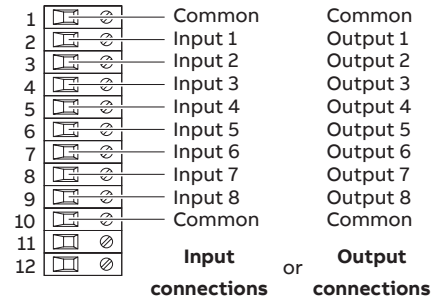 1 Common Common
2 Input 1 Output 1
3 Input 2 Output 2
4 Input 3 Output 3
5 Input 4 Output 4
6 Input 5 Output 5
7 Input 6 Output 6
8 Input 7 Output 7
9 Input 8 Output 8
10 Common Common
11
12
Input connections or Output connections